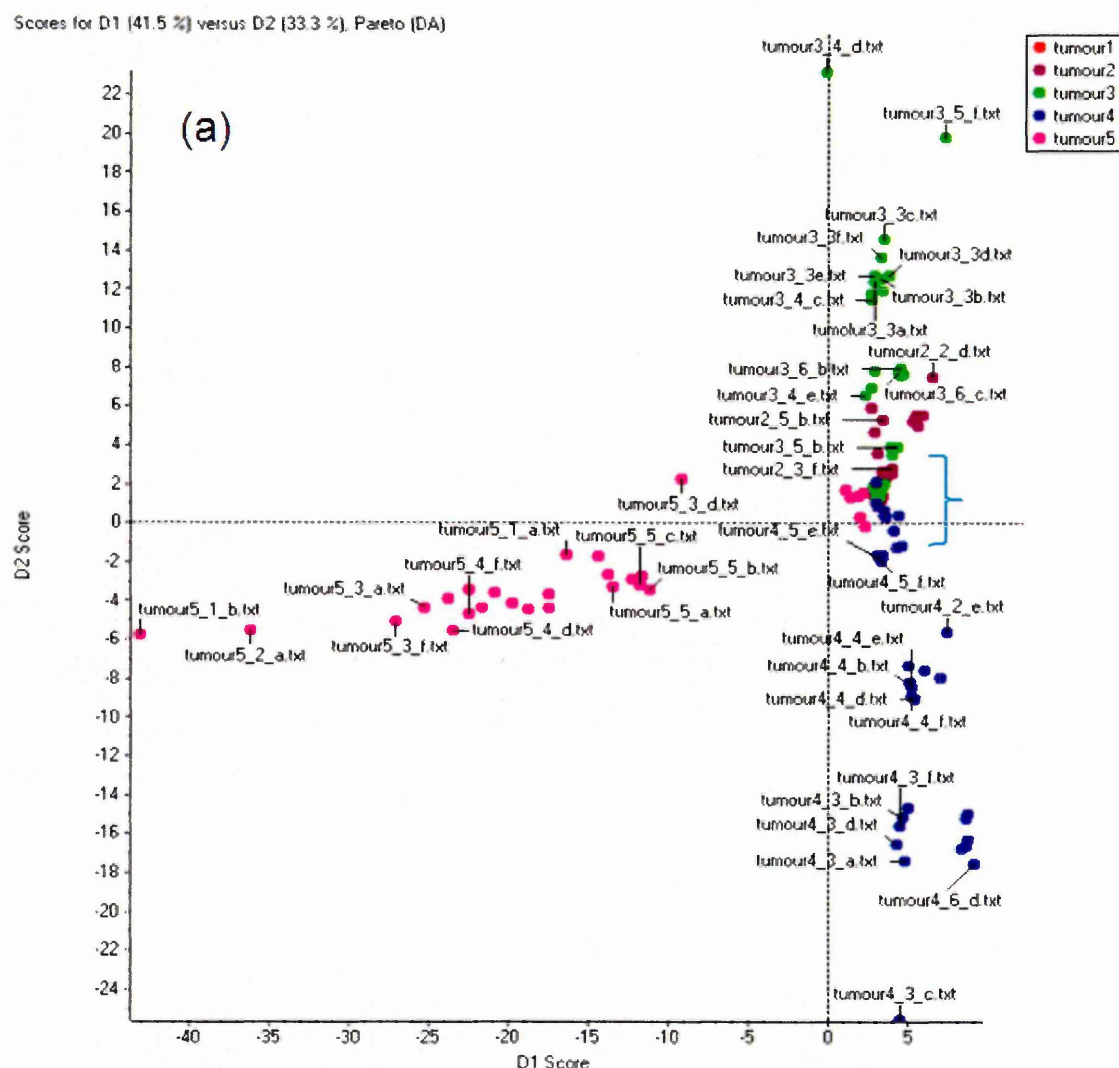 Scores for D1 (41.5 %) versus D2 (33.3 %), Pareto (DA)
(a)
tumour1
tumour2
tumour3
tumour4
tumour5
tumour3_4_d.txt
tumour3_5_f.txt
tumour3_3c.txt
tumour3_3f.txt
tumour3_3d.txt
tumour3_3e.txt
tumour3_3b.txt
tumour3_4_c.txt
tumolur3_3a.txt
tumour2_2_d.txt
tumour3_6_b.txt
tumour3_6_c.txt
tumour3_4_e.txt
tumour2_5_b.txt
tumour3_5_b.txt
tumour2_3_f.txt
tumour5_3_d.txt
tumour5_1_a.txt
tumour5_5_c.txt
tumour4_5_e.txt
tumour5_4_f.txt
tumour5_5_b.txt
tumour4_5_f.txt
tumour5_3_a.txt
tumour5_5_a.txt
tumour5_1_b.txt
tumour5_4_d.txt
tumour4_2_e.txt
tumour5_3_f.txt
tumour5_2_a.txt
tumour4_4_e.txt
tumour4_4_b.txt
tumour4_4_d.txt
tumour4_4_f.txt
tumour4_3_f.txt
tumour4_3_b.txt
tumour4_3_d.txt
tumour4_3_a.txt
tumour4_6_d.txt
tumour4_3_c.txt
22
20
18
16
14
12
10
8
6
4
2
0
-2
-4
-6
-8
-10
-12
-14
-16
-18
-20
-22
-24
D2 Score
-40 -35 -30 -25 -20 -15 -10 -5 0 5
D1 Score